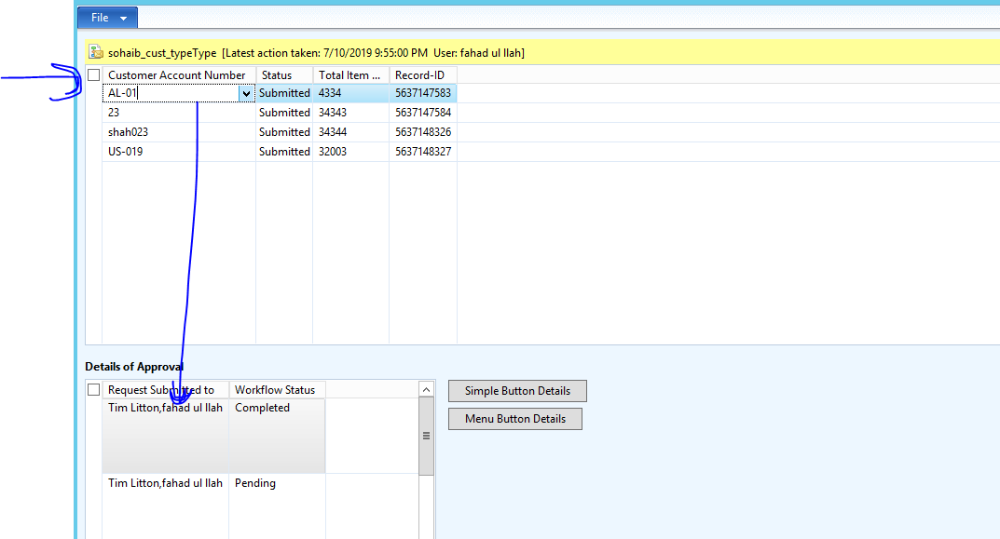 File
sohaib_cust_typeType [Latest action taken: 7/10/2019 9:55:00 PM User: fahad ul llah]
Customer Account Number Status Total Item ... Record-ID
AL-01 Submitted 4334 5637147583
23 Submitted 34343 5637147584
shah023 Submitted 34344 5637148326
US-019 Submitted 32003 5637148327
Details of Approval
Request Submitted to Workflow Status
Tim Litton,fahad ul llah Completed
Tim Litton,fahad ul llah Pending
Simple Button Details
Menu Button Details